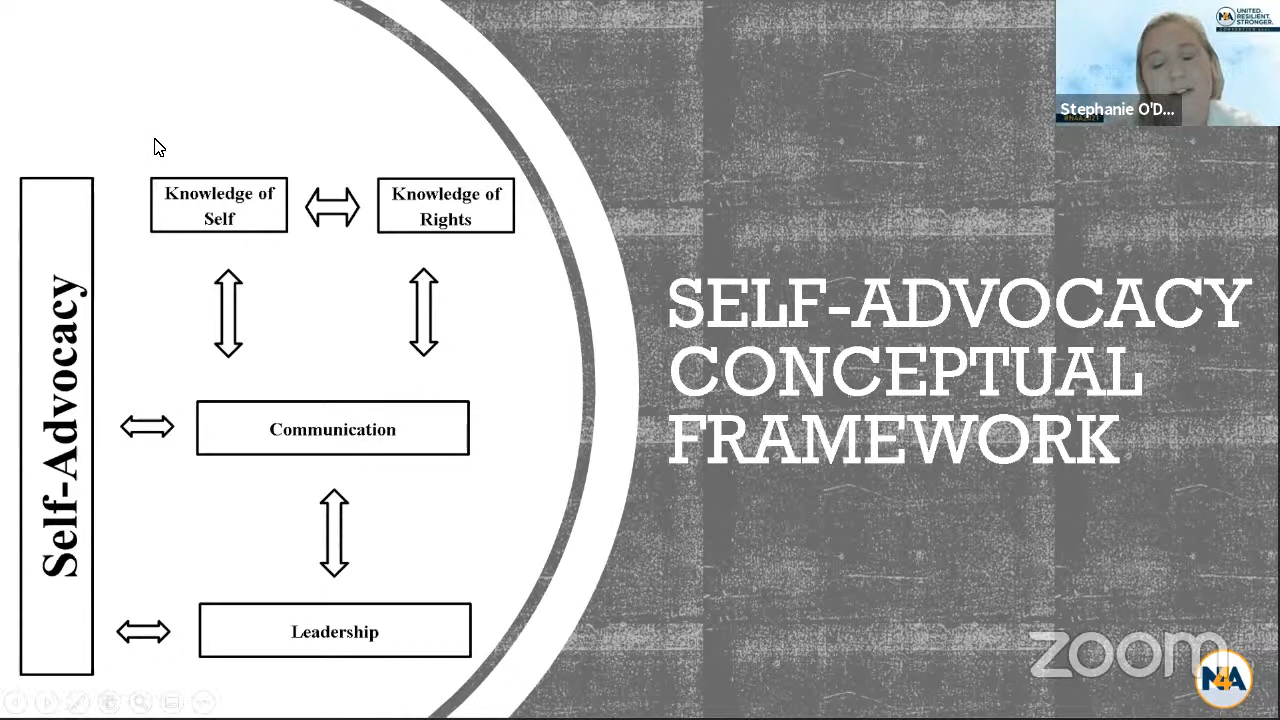 UNITED.
RESILIENT.
STRONGER.
Stephanie O'D...
#N4A2021
Knowledge of
Self
Knowledge of
Rights
Self-Advocacy
Communication
Leadership
SELF-ADVOCACY
CONCEPTUAL
FRAMEWORK
zoom
N4A